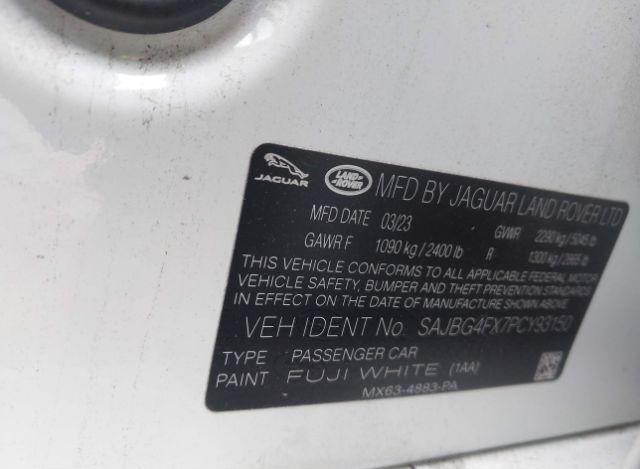 JAGUAR LAND ROVER MFD BY JAGUAR LAND ROVER LTD
MFD DATE 03/23 GVWR 2290 kg / 5045 lb
GAWR F 1090 kg / 2400 lb R 1300 kg / 2865 lb
THIS VEHICLE CONFORMS TO ALL APPLICABLE FEDERAL MOTOR
VEHICLE SAFETY, BUMPER AND THEFT PREVENTION STANDARDS
IN EFFECT ON THE DATE OF MANUFACTURE SHOWN ABOVE.
VEH IDENT No. SAJBG4FX7PCY93150
TYPE PASSENGER CAR
PAINT FUJI WHITE (1AA)
MX63-4883-PA